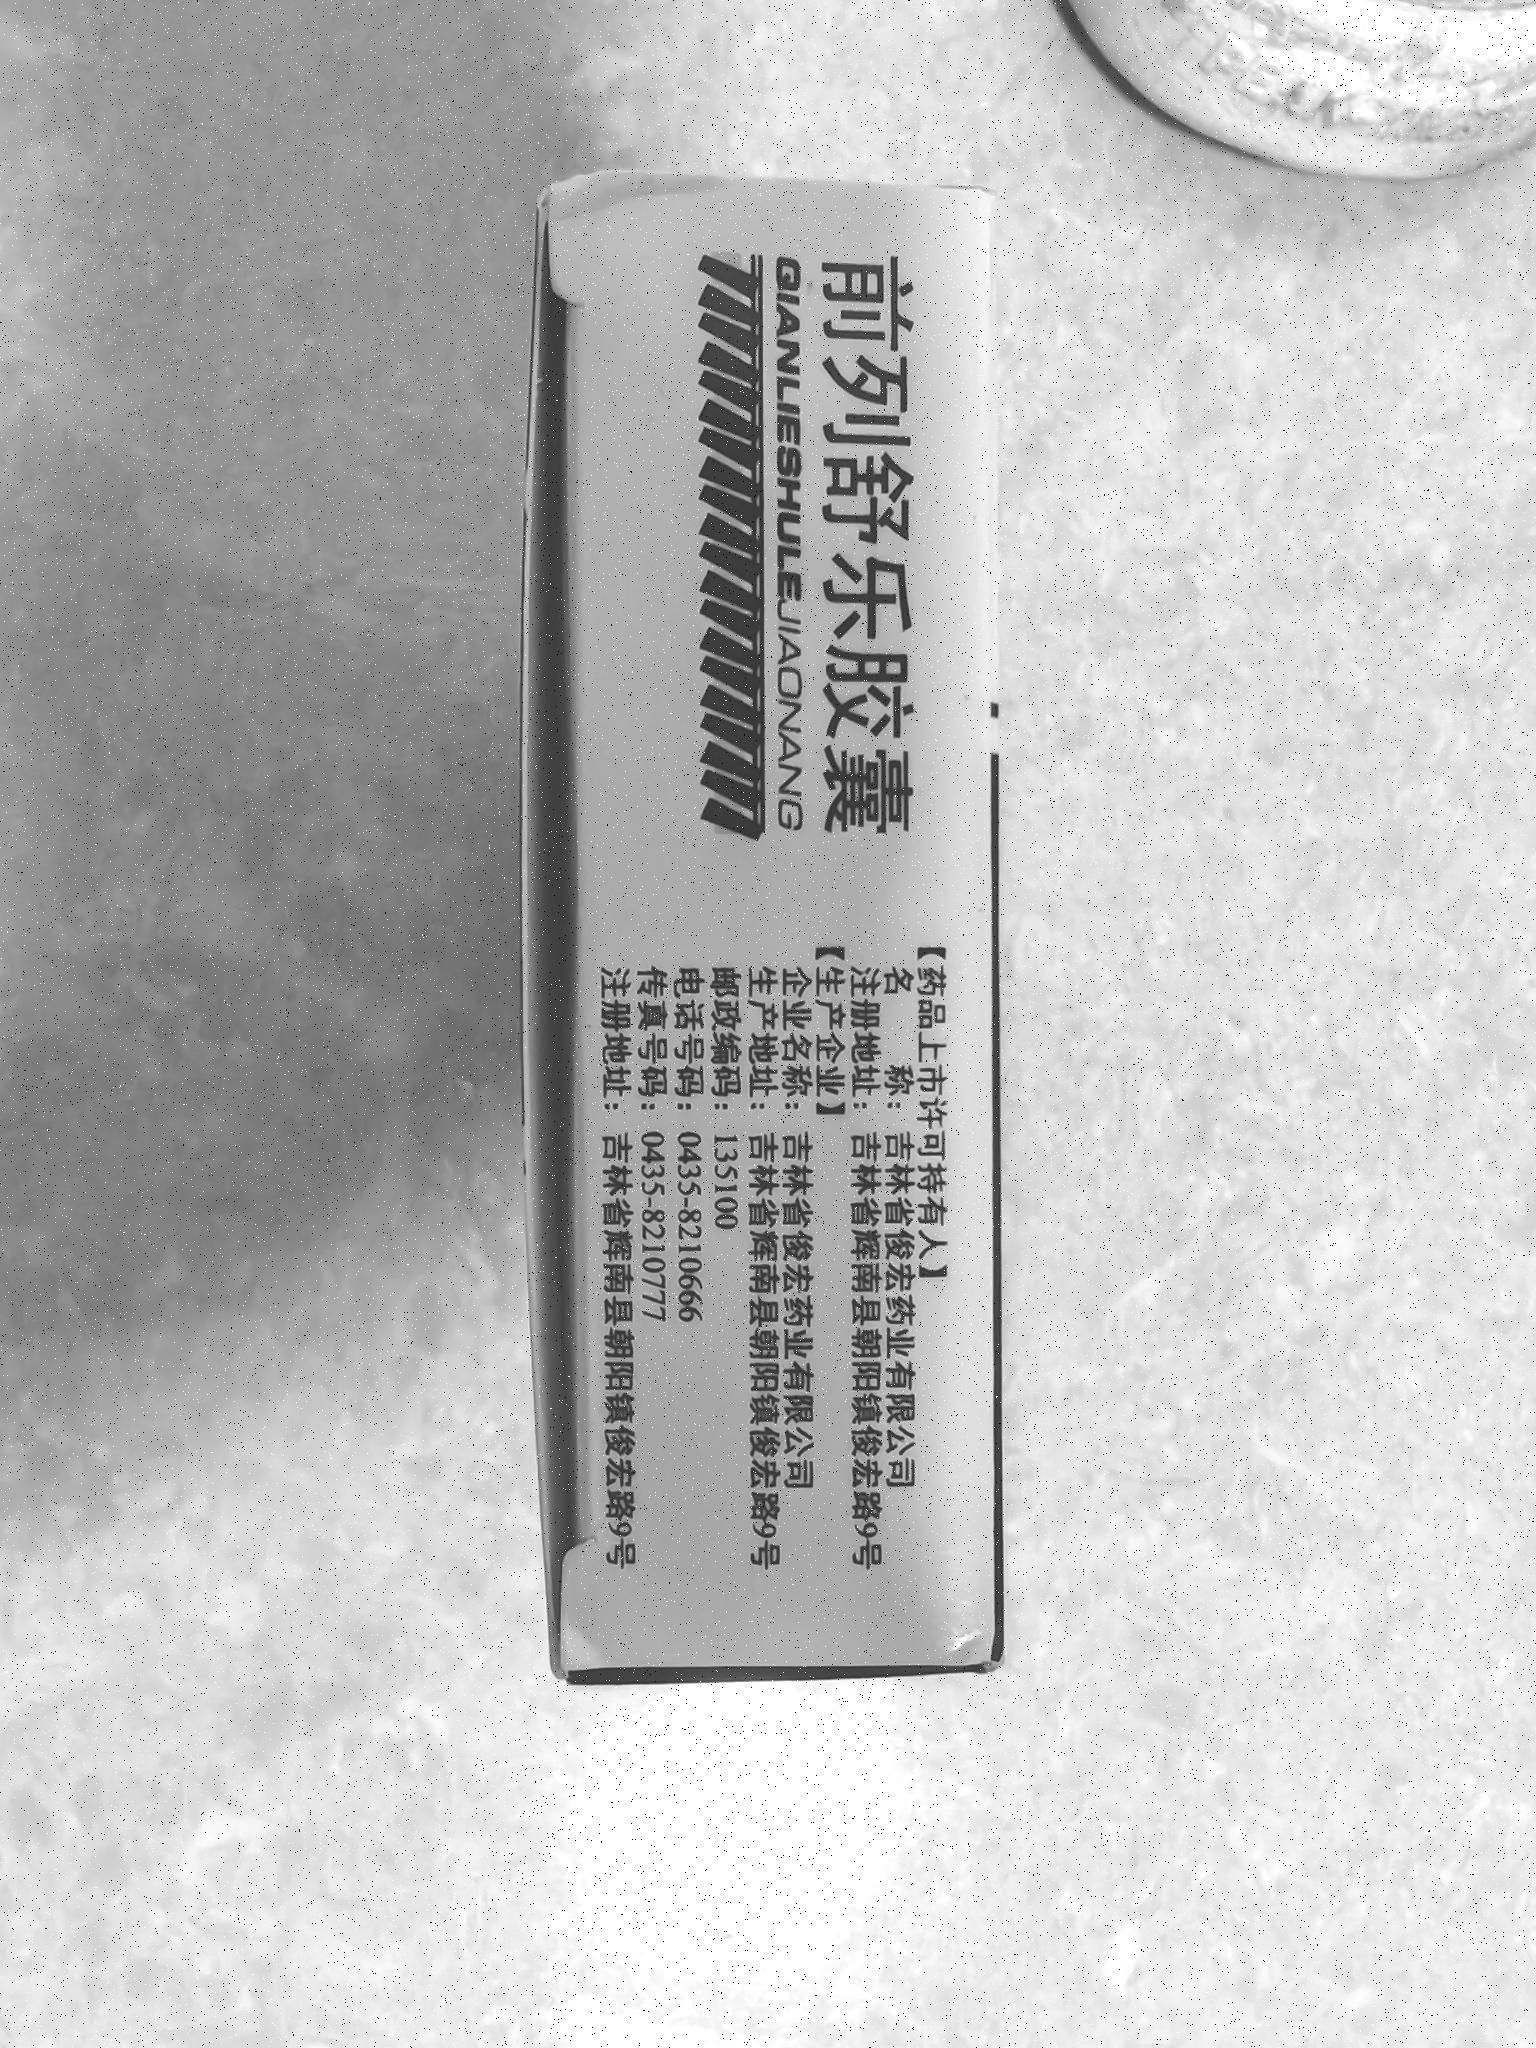 前列舒乐胶囊
QIANLIESHULEJIAONANG
【药品上市许可持有人】
名 称：吉林省俊宏药业有限公司
注册地址：吉林省辉南县朝阳镇俊宏路9号
【生产企业】
企业名称：吉林省俊宏药业有限公司
生产地址：吉林省辉南县朝阳镇俊宏路9号
邮政编码：135100
电话号码：0435-8210666
传真号码：0435-8210777
注册地址：吉林省辉南县朝阳镇俊宏路9号